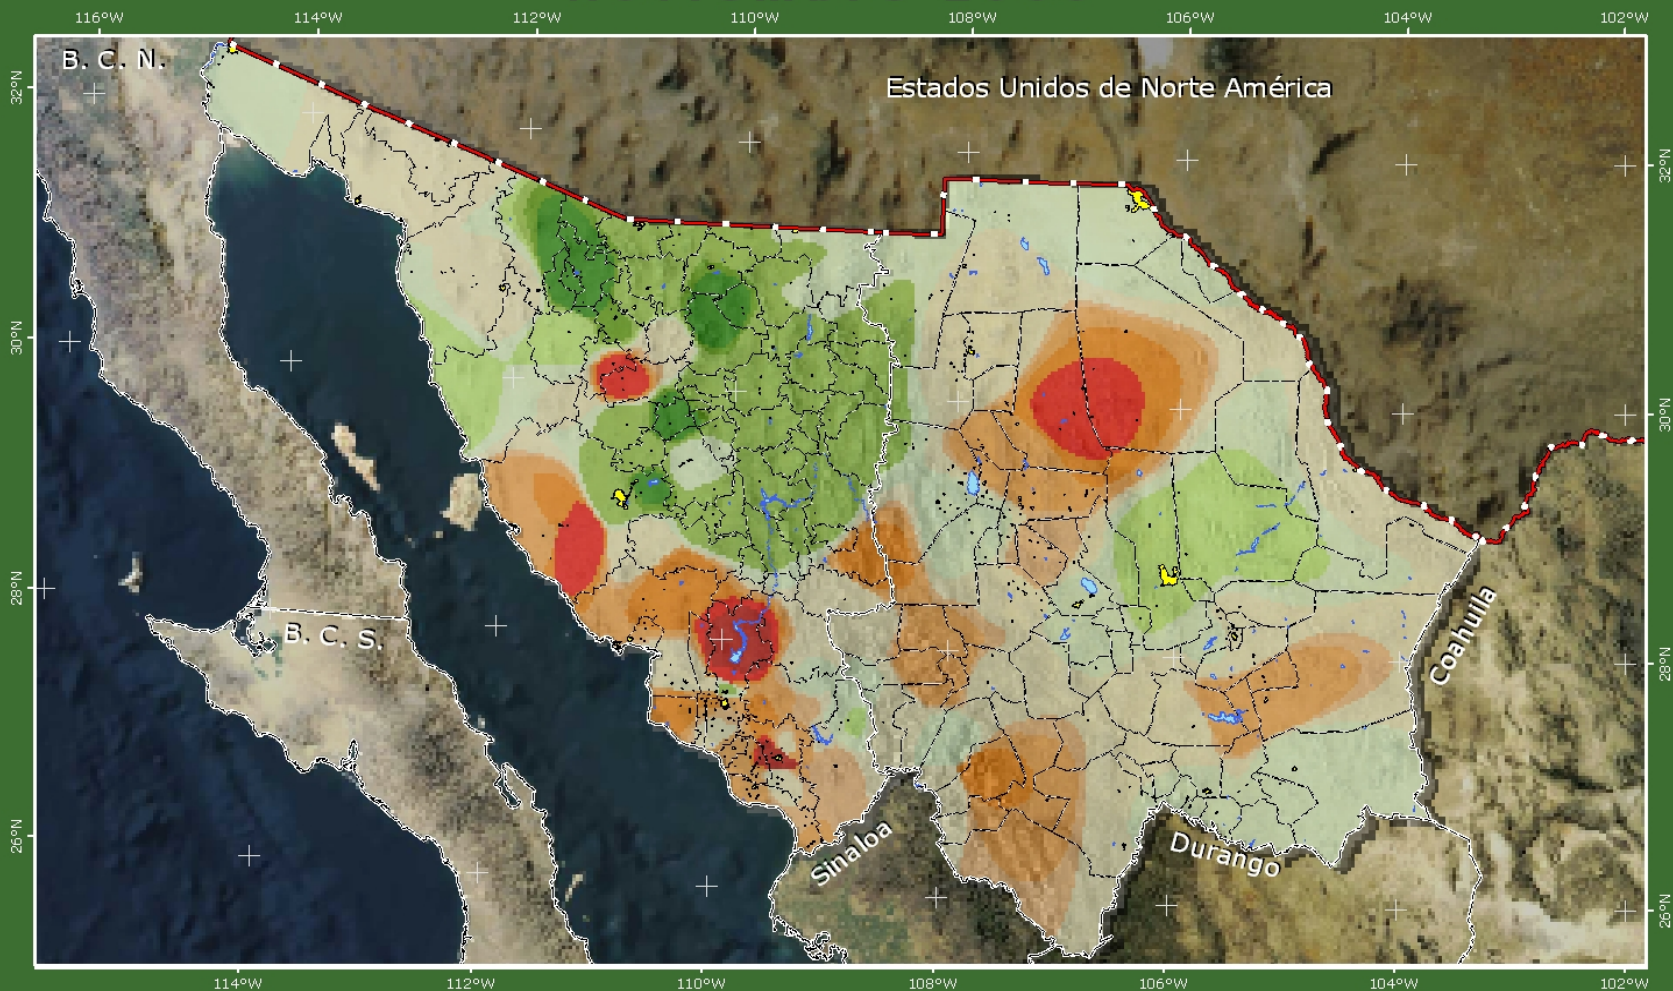 116°W 114°W 112°W 110°W 108°W 106°W 104°W 102°W
B. C. N.
Estados Unidos de Norte América
32°N
32°N
30°N
30°N
28°N
B. C. S.
28°N
Coahuila
26°N
Sinaloa
Durango
26°N
114°W 112°W 110°W 108°W 106°W 104°W 102°W